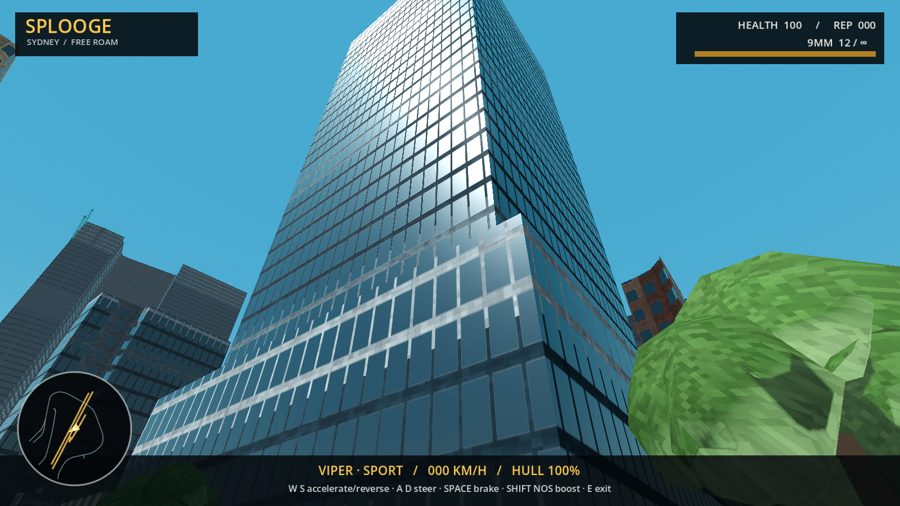 SPLOOGE
SYDNEY / FREE ROAM
HEALTH 100 / REP 000
9MM 12 / ∞
VIPER · SPORT / 000 KM/H / HULL 100%
W S accelerate/reverse · A D steer · SPACE brake · SHIFT NOS boost · E exit